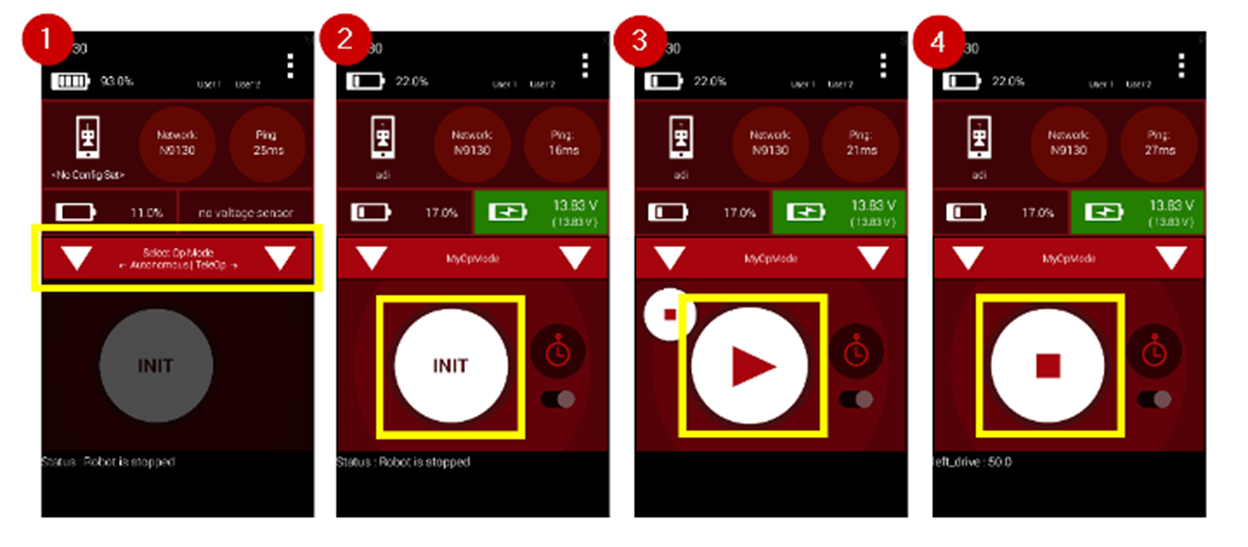 1
30
93.0%
User 1 User 2
Network:
N9130
Ping:
25ms
<No Config Set>
11.0%
no voltage sensor
Select Op Mode
← Autonomous | TeleOp →
INIT
Status : Robot is stopped
2
30
22.0%
User 1 User 2
Network:
N9130
Ping:
16ms
adi
17.0%
13.83 V
(13.83 V)
MyOpMode
INIT
Status : Robot is stopped
3
30
22.0%
User 1 User 2
Network:
N9130
Ping:
21ms
adi
17.0%
13.83 V
(13.83 V)
MyOpMode
4
30
22.0%
User 1 User 2
Network:
N9130
Ping:
27ms
adi
17.0%
13.83 V
(13.83 V)
MyOpMode
left_drive : 50.0